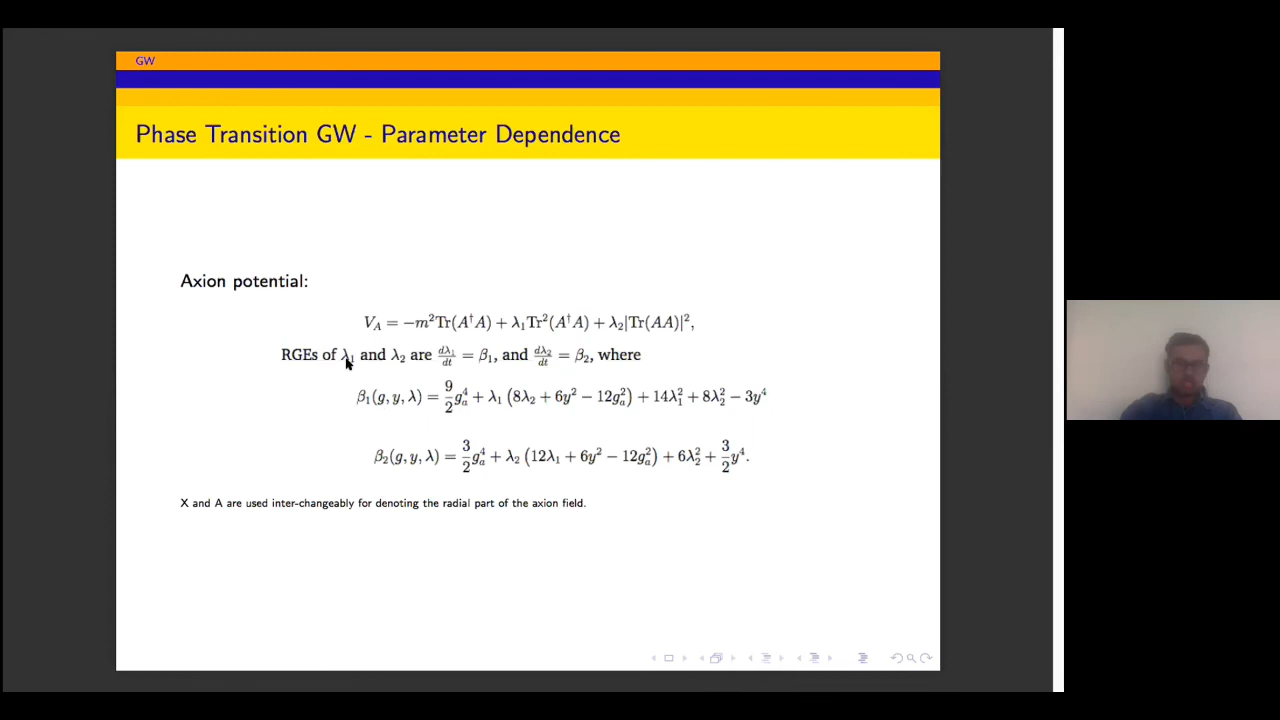 GW
Phase Transition GW - Parameter Dependence
Axion potential:
V_A = −m²Tr(A†A) + λ₁Tr²(A†A) + λ₂|Tr(AA)|²,
RGEs of λ₁ and λ₂ are dλ₁/dt = β₁, and dλ₂/dt = β₂, where
β₁(g, y, λ) = 9/2 g_a⁴ + λ₁ (8λ₂ + 6y² − 12g_a²) + 14λ₁² + 8λ₂² − 3y⁴
β₂(g, y, λ) = 3/2 g_a⁴ + λ₂ (12λ₁ + 6y² − 12g_a²) + 6λ₂² + 3/2 y⁴.
X and A are used inter-changeably for denoting the radial part of the axion field.